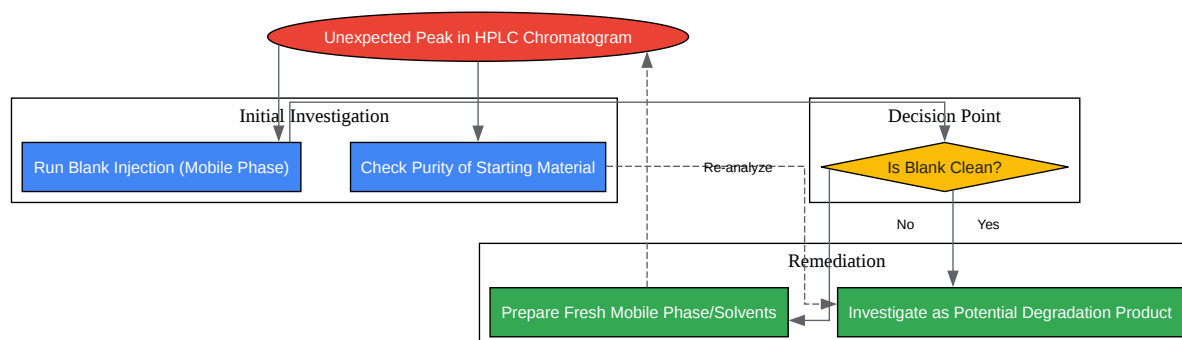 Unexpected Peak in HPLC Chromatogram
Initial Investigation
Decision Point
Run Blank Injection (Mobile Phase)
Check Purity of Starting Material
Re-analyze
Is Blank Clean?
No
Yes
Remediation
Prepare Fresh Mobile Phase/Solvents
Investigate as Potential Degradation Product